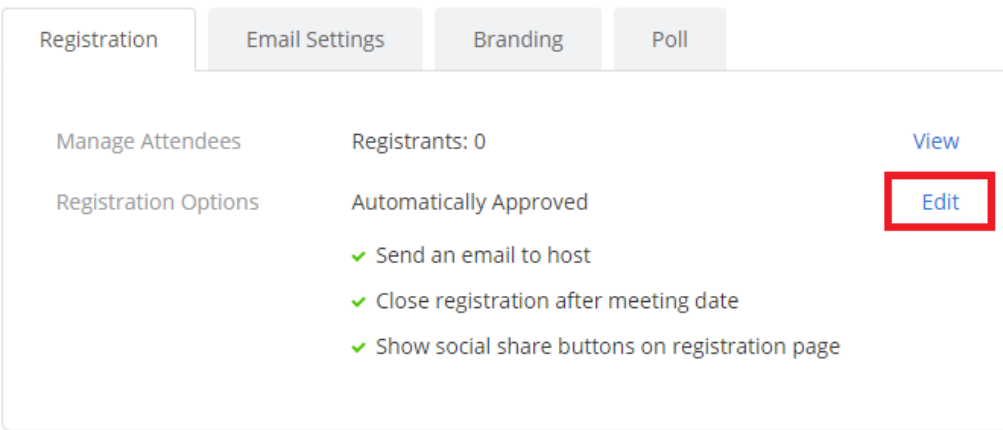 Registration Email Settings Branding Poll
Manage Attendees Registrants: 0 View
Registration Options Automatically Approved Edit
Send an email to host
Close registration after meeting date
Show social share buttons on registration page